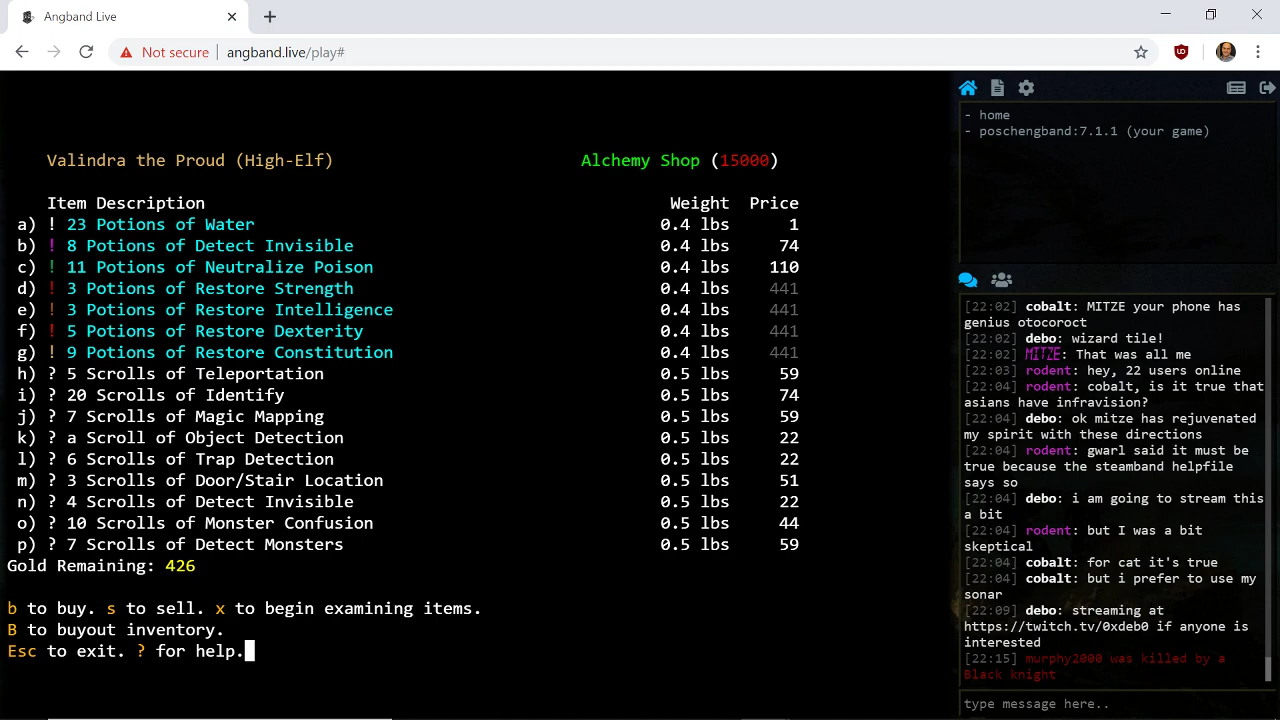 Angband Live
Not secure angband.live/play#
- home
- poschengband:7.1.1 (your game)
Valindra the Proud (High-Elf) Alchemy Shop (15000)
Item Description Weight Price
a) ! 23 Potions of Water 0.4 lbs 1
b) ! 8 Potions of Detect Invisible 0.4 lbs 74
c) ! 11 Potions of Neutralize Poison 0.4 lbs 110
d) ! 3 Potions of Restore Strength 0.4 lbs 441
e) ! 3 Potions of Restore Intelligence 0.4 lbs 441
f) ! 5 Potions of Restore Dexterity 0.4 lbs 441
g) ! 9 Potions of Restore Constitution 0.4 lbs 441
h) ? 5 Scrolls of Teleportation 0.5 lbs 59
i) ? 20 Scrolls of Identify 0.5 lbs 74
j) ? 7 Scrolls of Magic Mapping 0.5 lbs 59
k) ? a Scroll of Object Detection 0.5 lbs 22
l) ? 6 Scrolls of Trap Detection 0.5 lbs 22
m) ? 3 Scrolls of Door/Stair Location 0.5 lbs 51
n) ? 4 Scrolls of Detect Invisible 0.5 lbs 22
o) ? 10 Scrolls of Monster Confusion 0.5 lbs 44
p) ? 7 Scrolls of Detect Monsters 0.5 lbs 59
Gold Remaining: 426
b to buy. s to sell. x to begin examining items.
B to buyout inventory.
Esc to exit. ? for help.
[22:02] cobalt: MITZE your phone has
genius otocoroct
[22:02] debo: wizard tile!
[22:02] MITZE: That was all me
[22:03] rodent: hey, 22 users online
[22:04] rodent: cobalt, is it true that
asians have infravision?
[22:04] debo: ok mitze has rejuvenated
my spirit with these directions
[22:04] rodent: gwarl said it must be
true because the steamband helpfile
says so
[22:04] debo: i am going to stream this
a bit
[22:04] rodent: but I was a bit
skeptical
[22:04] cobalt: for cat it's true
[22:04] cobalt: but i prefer to use my
sonar
[22:09] debo: streaming at
https://twitch.tv/0xdeb0 if anyone is
interested
[22:15] murphy2000 was killed by a
Black knight
type message here..